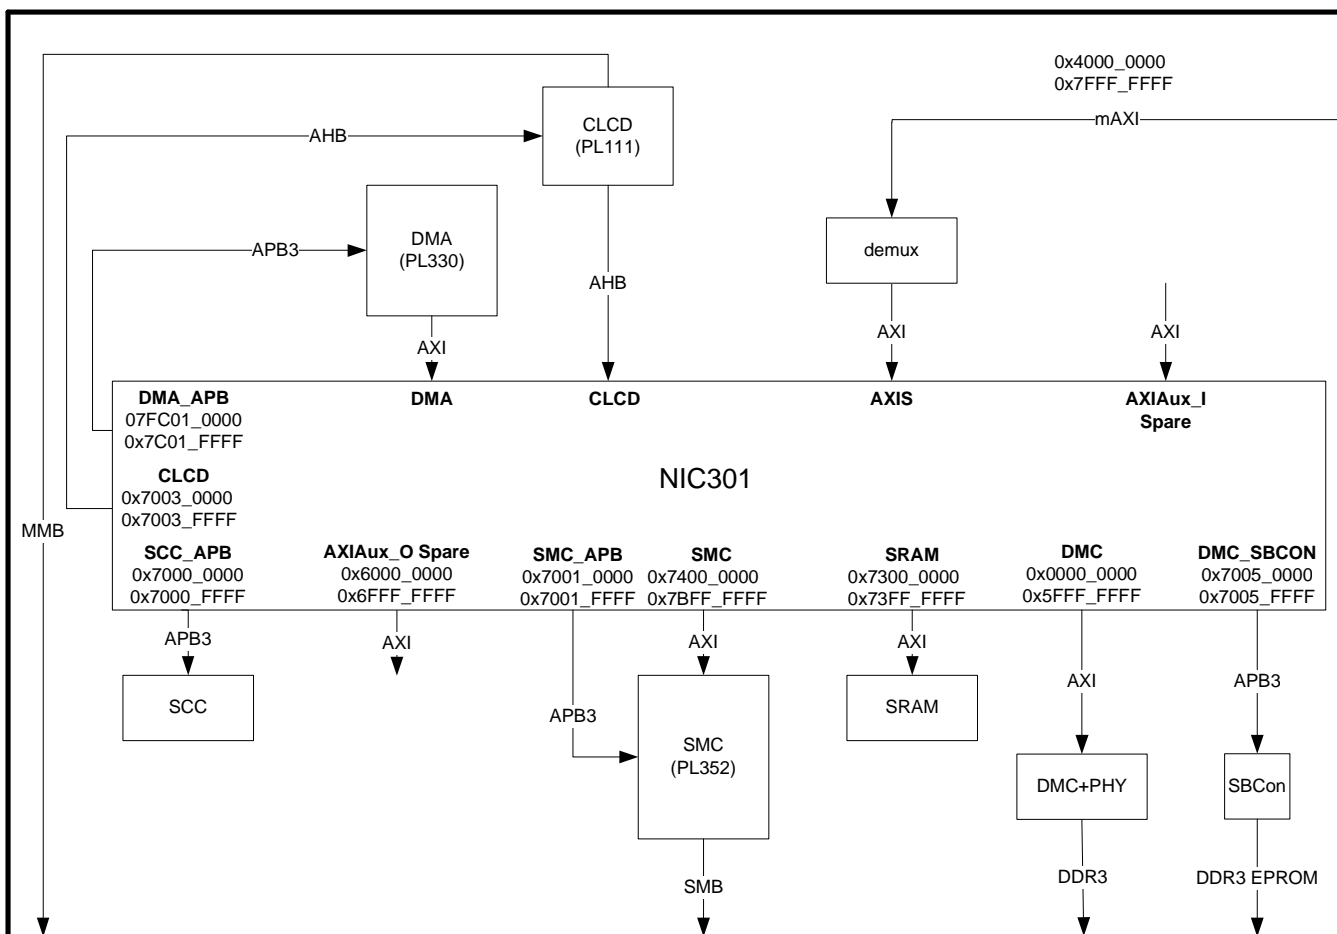 0x4000_0000
0x7FFF_FFFF
mAXI
CLCD
(PL111)
AHB
DMA
(PL330)
APB3
demux
AHB
AXI
AXI
AXI
DMA_APB
07FC01_0000
0x7C01_FFFF
DMA
CLCD
AXIS
AXIAux_I
Spare
CLCD
0x7003_0000
0x7003_FFFF
NIC301
MMB
SCC_APB
0x7000_0000
0x7000_FFFF
AXIAux_O Spare
0x6000_0000
0x6FFF_FFFF
SMC_APB
0x7001_0000
0x7001_FFFF
SMC
0x7400_0000
0x7BFF_FFFF
SRAM
0x7300_0000
0x73FF_FFFF
DMC
0x0000_0000
0x5FFF_FFFF
DMC_SBCON
0x7005_0000
0x7005_FFFF
APB3
AXI
AXI
AXI
AXI
APB3
SCC
APB3
SMC
(PL352)
SRAM
DMC+PHY
SBCon
SMB
DDR3
DDR3 EPROM